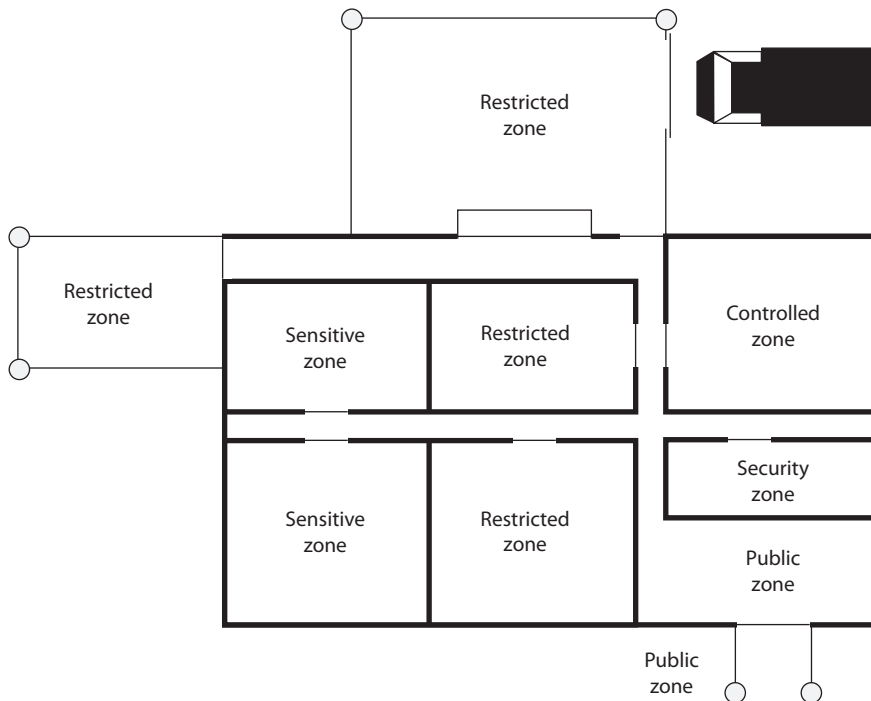 Restricted
zone
Restricted
zone
Sensitive
zone
Restricted
zone
Controlled
zone
Security
zone
Sensitive
zone
Restricted
zone
Public
zone
Public
zone